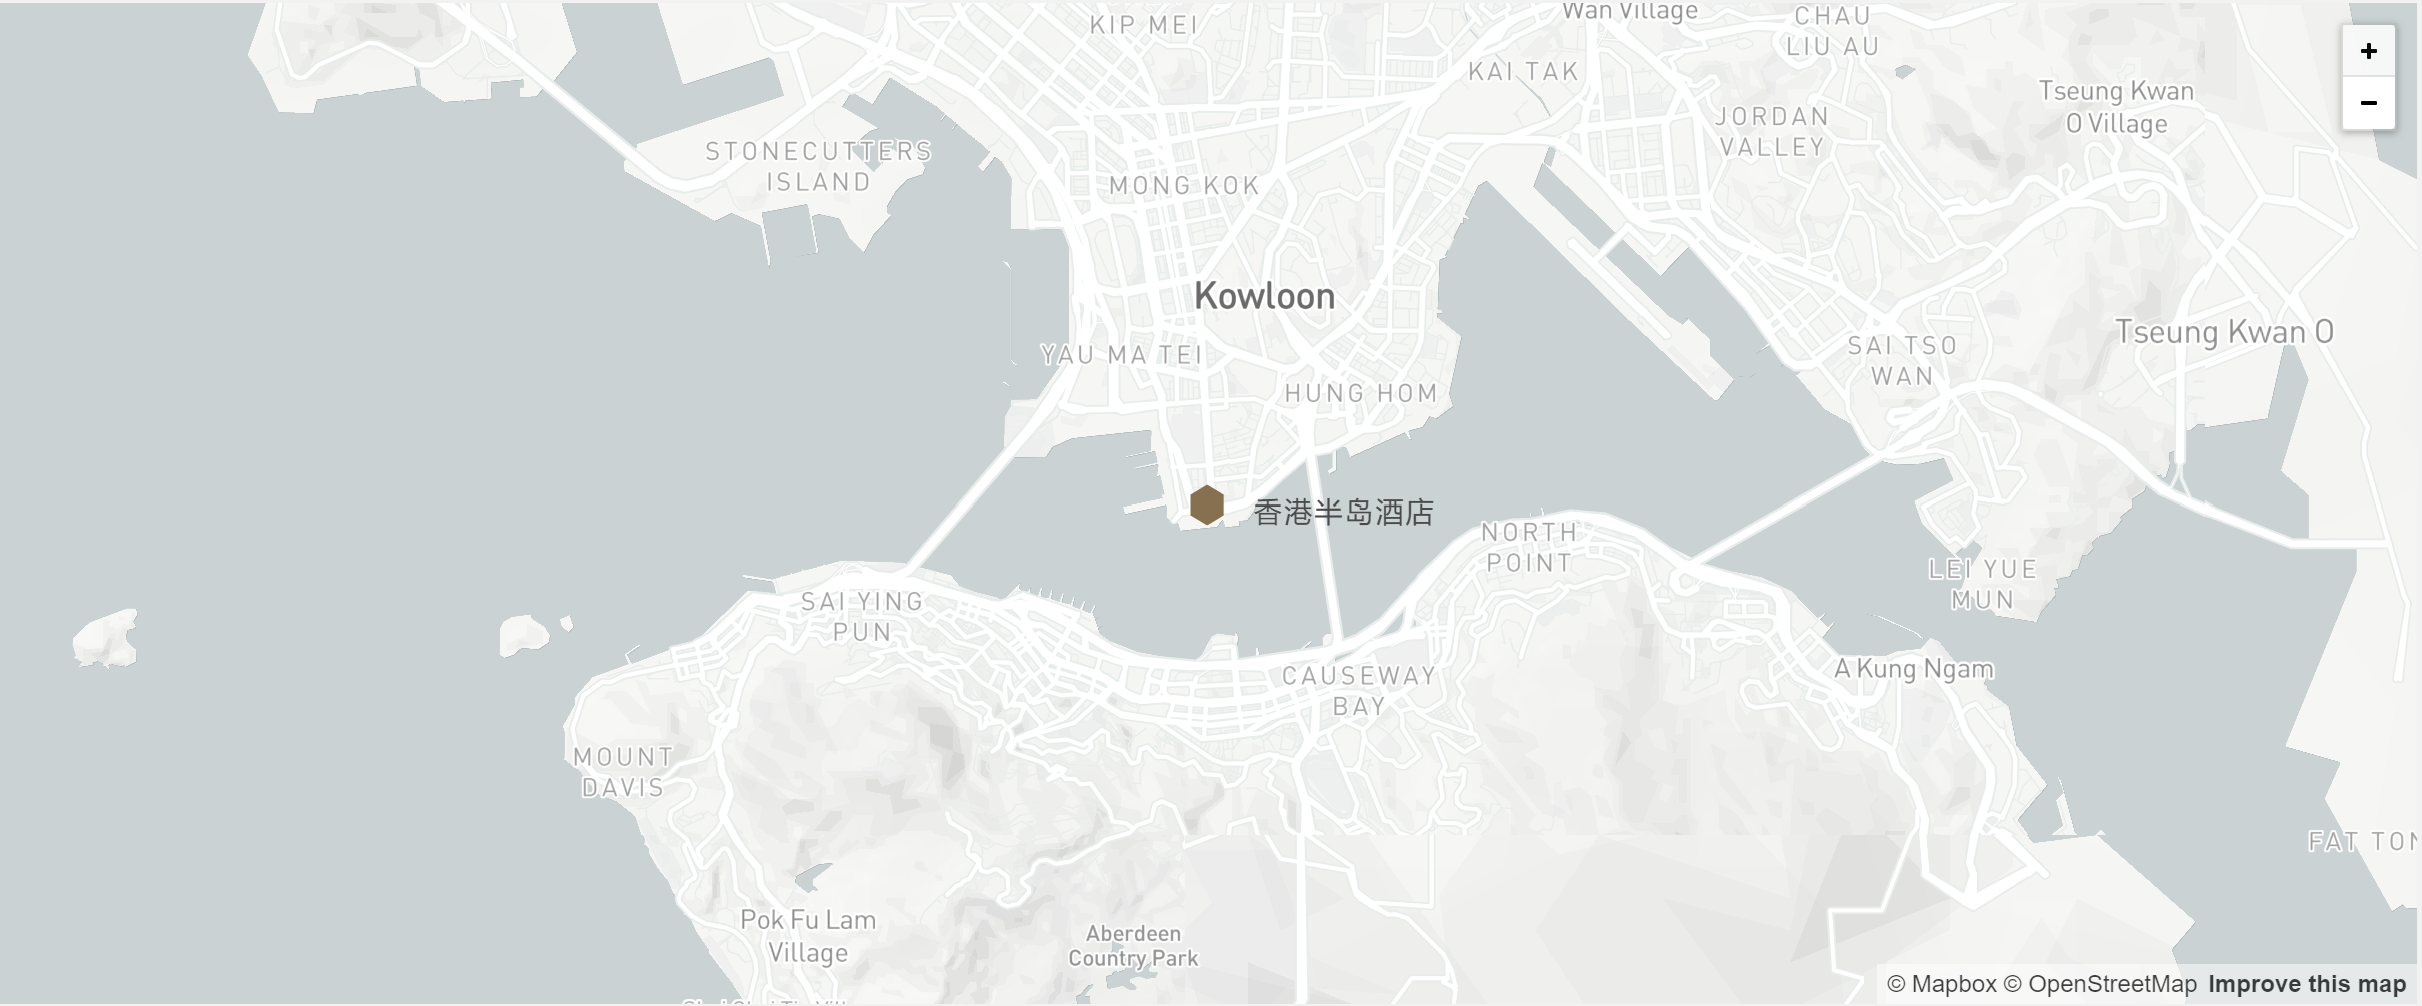 KIP MEI
Wan Village
CHAU
LIU AU
+
KAI TAK
−
Tseung Kwan
O Village
JORDAN
VALLEY
STONECUTTERS
ISLAND
MONG KOK
Kowloon
YAU MA TEI
Tseung Kwan O
SAI TSO
WAN
HUNG HOM
香港半岛酒店
NORTH
POINT
LEI YUE
MUN
SAI YING
PUN
A Kung Ngam
CAUSEWAY
BAY
MOUNT
DAVIS
FAT TON
Pok Fu Lam
Village
Aberdeen
Country Park
© Mapbox © OpenStreetMap Improve this map